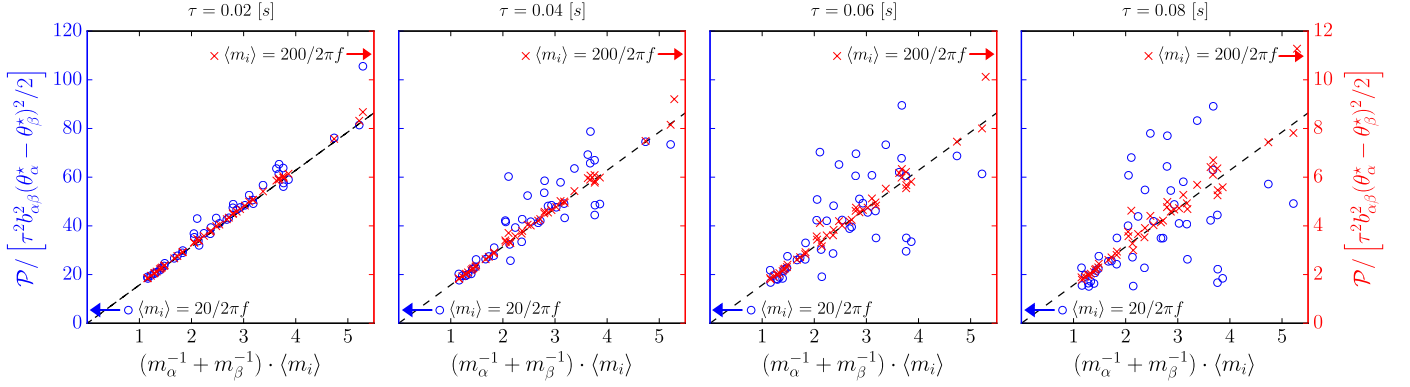 τ = 0.02 [s]
τ = 0.04 [s]
τ = 0.06 [s]
τ = 0.08 [s]
𝒫/[τ²b²_{αβ}(θ⋆_α − θ⋆_β)²/2]
120
100
80
60
40
20
0
× ⟨m_i⟩ = 200/2πf
× ⟨m_i⟩ = 200/2πf
× ⟨m_i⟩ = 200/2πf
× ⟨m_i⟩ = 200/2πf
○ ⟨m_i⟩ = 20/2πf
○ ⟨m_i⟩ = 20/2πf
○ ⟨m_i⟩ = 20/2πf
○ ⟨m_i⟩ = 20/2πf
12
10
8
6
4
2
0
𝒫/[τ²b²_{αβ}(θ⋆_α − θ⋆_β)²/2]
1 2 3 4 5
1 2 3 4 5
1 2 3 4 5
1 2 3 4 5
(m_α^{-1} + m_β^{-1}) · ⟨m_i⟩
(m_α^{-1} + m_β^{-1}) · ⟨m_i⟩
(m_α^{-1} + m_β^{-1}) · ⟨m_i⟩
(m_α^{-1} + m_β^{-1}) · ⟨m_i⟩